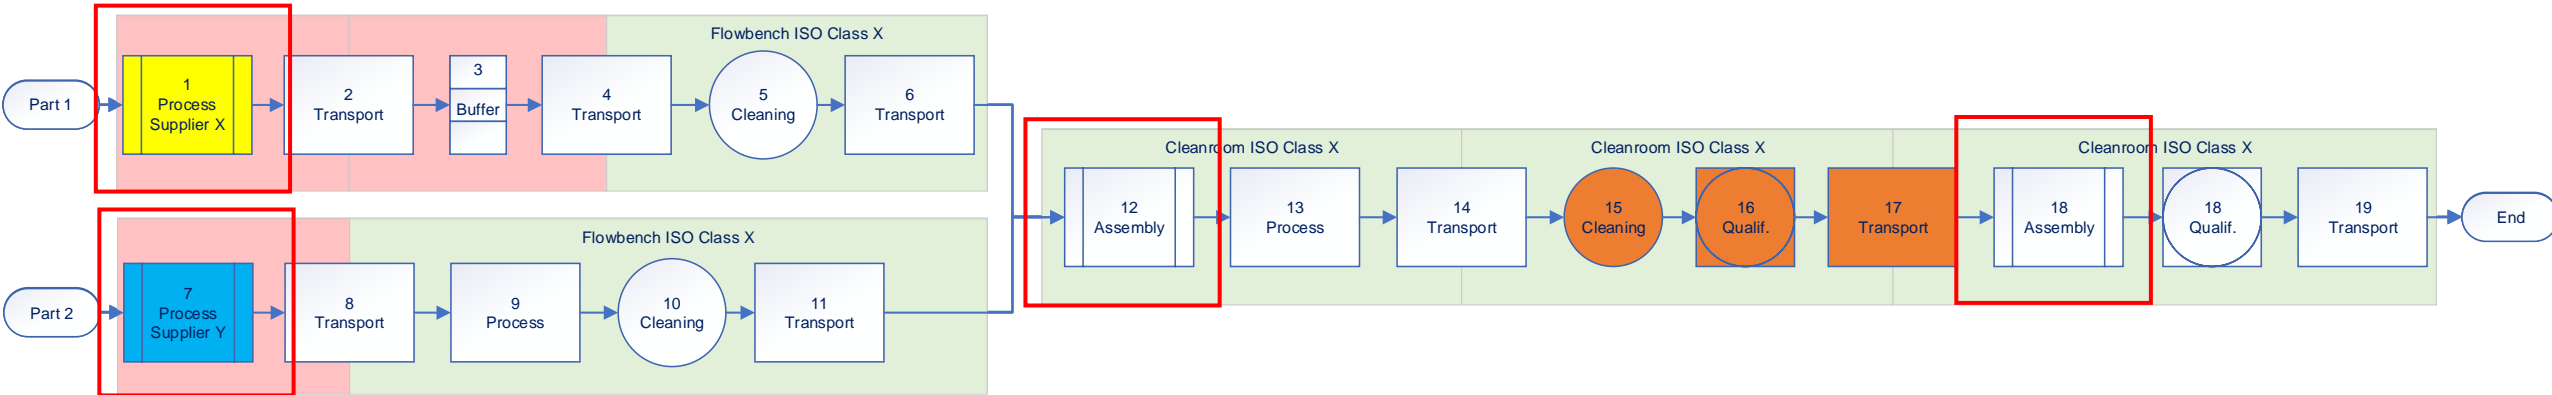 Flowbench ISO Class X
Part 1
1
Process
Supplier X
2
Transport
3
Buffer
4
Transport
5
Cleaning
6
Transport
Flowbench ISO Class X
Part 2
7
Process
Supplier Y
8
Transport
9
Process
10
Cleaning
11
Transport
Cleanroom ISO Class X
12
Assembly
13
Process
14
Transport
Cleanroom ISO Class X
15
Cleaning
16
Qualif.
17
Transport
Cleanroom ISO Class X
18
Assembly
18
Qualif.
19
Transport
End